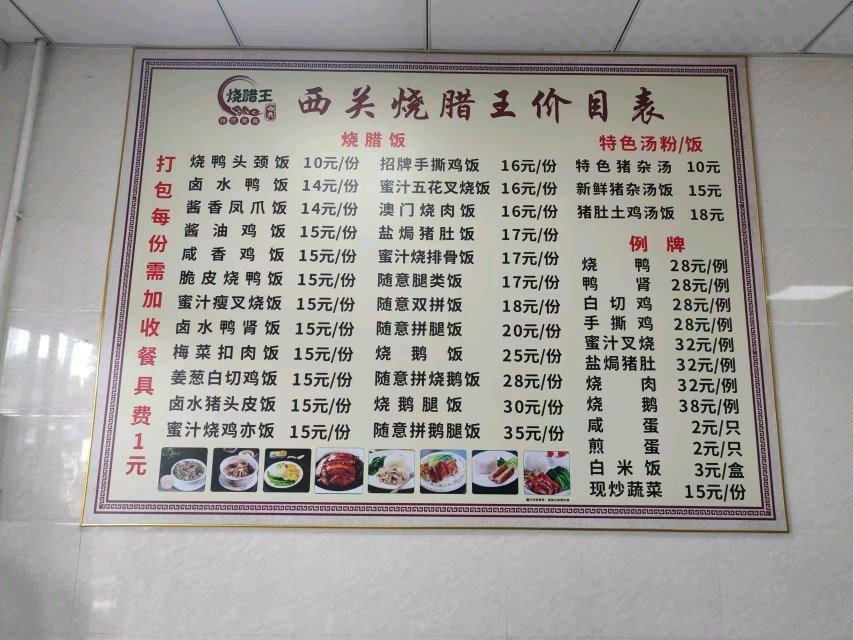 烧腊王
西关
西关烧腊王价目表
打包每份需加收餐具费1元
烧腊饭
烧鸭头颈饭 10元/份
卤水鸭饭 14元/份
酱香凤爪饭 14元/份
酱油鸡饭 15元/份
咸香鸡饭 15元/份
脆皮烧鸭饭 15元/份
蜜汁瘦叉烧饭 15元/份
卤水鸭肾饭 15元/份
梅菜扣肉饭 15元/份
姜葱白切鸡饭 15元/份
卤水猪头皮饭 15元/份
蜜汁烧鸡亦饭 15元/份
招牌手撕鸡饭 16元/份
蜜汁五花叉烧饭 16元/份
澳门烧肉饭 16元/份
盐焗猪肚饭 17元/份
蜜汁烧排骨饭 17元/份
随意腿类饭 17元/份
随意双拼饭 18元/份
随意拼腿饭 20元/份
烧鹅饭 25元/份
随意拼烧鹅饭 28元/份
烧鹅腿饭 30元/份
随意拼鹅腿饭 35元/份
特色汤粉/饭
特色猪杂汤 10元
新鲜猪杂汤饭 15元
猪肚土鸡汤饭 18元
例牌
烧鸭 28元/例
鸭肾 28元/例
白切鸡 28元/例
手撕鸡 28元/例
蜜汁叉烧 32元/例
盐焗猪肚 32元/例
烧肉 32元/例
烧鹅 38元/例
咸蛋 2元/只
煎蛋 2元/只
白米饭 3元/盒
现炒蔬菜 15元/份